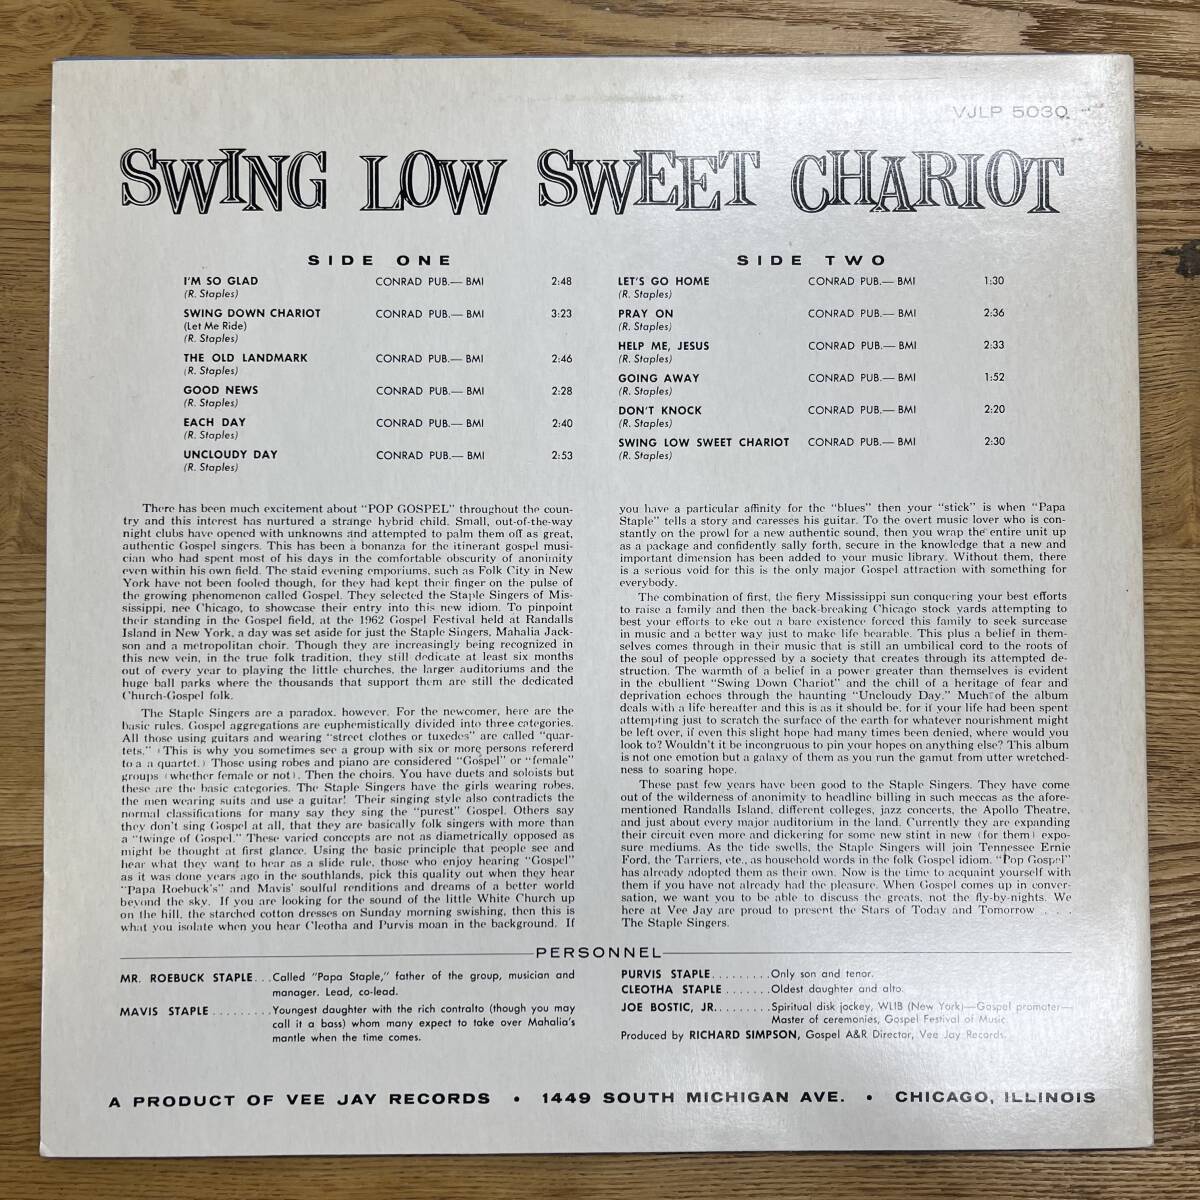 VJLP 5030
SWING LOW SWEET CHARIOT
SIDE ONE
I'M SO GLAD CONRAD PUB.— BMI 2:48
(R. Staples)
SWING DOWN CHARIOT CONRAD PUB.— BMI 3:23
(Let Me Ride)
(R. Staples)
THE OLD LANDMARK CONRAD PUB.— BMI 2:46
(R. Staples)
GOOD NEWS CONRAD PUB.— BMI 2:28
(R. Staples)
EACH DAY CONRAD PUB.— BMI 2:40
(R. Staples)
UNCLOUDY DAY CONRAD PUB.— BMI 2:53
(R. Staples)
SIDE TWO
LET'S GO HOME CONRAD PUB.— BMI 1:30
(R. Staples)
PRAY ON CONRAD PUB.— BMI 2:36
(R. Staples)
HELP ME, JESUS CONRAD PUB.— BMI 2:33
(R. Staples)
GOING AWAY CONRAD PUB.— BMI 1:52
(R. Staples)
DON'T KNOCK CONRAD PUB.— BMI 2:20
(R. Staples)
SWING LOW SWEET CHARIOT CONRAD PUB.— BMI 2:30
(R. Staples)
There has been much excitement about "POP GOSPEL" throughout the coun-
try and this interest has nurtured a strange hybrid child. Small, out-of-the-way
night clubs have opened with unknowns and attempted to palm them off as great,
authentic Gospel singers. This has been a bonanza for the itinerant gospel musi-
cian who had spent most of his days in the comfortable obscurity of anonimity
even within his own field. The staid evening emporiums, such as Folk City in New
York have not been fooled though, for they had kept their finger on the pulse of
the growing phenomenon called Gospel. They selected the Staple Singers of Mis-
sissippi, nee Chicago, to showcase their entry into this new idiom. To pinpoint
their standing in the Gospel field, at the 1962 Gospel Festival held at Randalls
Island in New York, a day was set aside for just the Staple Singers, Mahalia Jack-
son and a metropolitan choir. Though they are increasingly being recognized in
this new vein, in the true folk tradition, they still dedicate at least six months
out of every year to playing the little churches, the larger auditoriums and the
huge ball parks where the thousands that support them are still the dedicated
Church-Gospel folk.
The Staple Singers are a paradox, however. For the newcomer, here are the
basic rules. Gospel aggregations are euphemistically divided into three categories.
All those using guitars and wearing "street clothes or tuxedes" are called "quar-
tets." (This is why you sometimes see a group with six or more persons refererd
to a a quartet.) Those using robes and piano are considered "Gospel" or "female"
groups (whether female or not). Then the choirs. You have duets and soloists but
these are the basic categories. The Staple Singers have the girls wearing robes,
the men wearing suits and use a guitar! Their singing style also contradicts the
normal classifications for many say they sing the "purest" Gospel. Others say
they don't sing Gospel at all, that they are basically folk singers with more than
a "twinge of Gospel." These varied concepts are not as diametrically opposed as
might be thought at first glance. Using the basic principle that people see and
hear what they want to hear as a slide rule, those who enjoy hearing "Gospel"
as it was done years ago in the southlands, pick this quality out when they hear
"Papa Roebuck's" and Mavis' soulful renditions and dreams of a better world
beyond the sky. If you are looking for the sound of the little White Church up
on the hill, the starched cotton dresses on Sunday morning swishing, then this is
what you isolate when you hear Cleotha and Purvis moan in the background. If
you have a particular affinity for the "blues" then your "stick" is when "Papa
Staple" tells a story and caresses his guitar. To the overt music lover who is con-
stantly on the prowl for a new authentic sound, then you wrap the entire unit up
as a package and confidently sally forth, secure in the knowledge that a new and
important dimension has been added to your music library. Without them, there
is a serious void for this is the only major Gospel attraction with something for
everybody.
The combination of first, the fiery Mississippi sun conquering your best efforts
to raise a family and then the back-breaking Chicago stock yards attempting to
best your efforts to eke out a bare existence forced this family to seek surcease
in music and a better way just to make life bearable. This plus a belief in them-
selves comes through in their music that is still an umbilical cord to the roots of
the soul of people oppressed by a society that creates through its attempted de-
struction. The warmth of a belief in a power greater than themselves is evident
in the ebullient "Swing Down Chariot" and the chill of a heritage of fear and
deprivation echoes through the haunting "Uncloudy Day." Much of the album
deals with a life hereafter and this is as it should be, for if your life had been spent
attempting just to scratch the surface of the earth for whatever nourishment might
be left over, if even this slight hope had many times been denied, where would you
look to? Wouldn't it be incongruous to pin your hopes on anything else? This album
is not one emotion but a galaxy of them as you run the gamut from utter wretched-
ness to soaring hope.
These past few years have been good to the Staple Singers. They have come
out of the wilderness of anonimity to headline billing in such meccas as the afore-
mentioned Randalls Island, different colleges, jazz concerts, the Apollo Theatre,
and just about every major auditorium in the land. Currently they are expanding
their circuit even more and dickering for some new stint in new (for them) expo-
sure mediums. As the tide swells, the Staple Singers will join Tennessee Ernie
Ford, the Tarriers, etc., as household words in the folk Gospel idiom. "Pop Gospel"
has already adopted them as their own. Now is the time to acquaint yourself with
them if you have not already had the pleasure. When Gospel comes up in conver-
sation, we want you to be able to discuss the greats, not the fly-by-nights. We
here at Vee Jay are proud to present the Stars of Today and Tomorrow . . .
The Staple Singers.
PERSONNEL
MR. ROEBUCK STAPLE...Called "Papa Staple," father of the group, musician and
manager. Lead, co-lead.
MAVIS STAPLE.........Youngest daughter with the rich contralto (though you may
call it a bass) whom many expect to take over Mahalia's
mantle when the time comes.
PURVIS STAPLE........Only son and tenor.
CLEOTHA STAPLE.......Oldest daughter and alto.
JOE BOSTIC, JR........Spiritual disk jockey, WLIB (New York)—Gospel promoter—
Master of ceremonies, Gospel Festival of Music.
Produced by RICHARD SIMPSON, Gospel A&R Director, Vee Jay Records.
A PRODUCT OF VEE JAY RECORDS • 1449 SOUTH MICHIGAN AVE. • CHICAGO, ILLINOIS